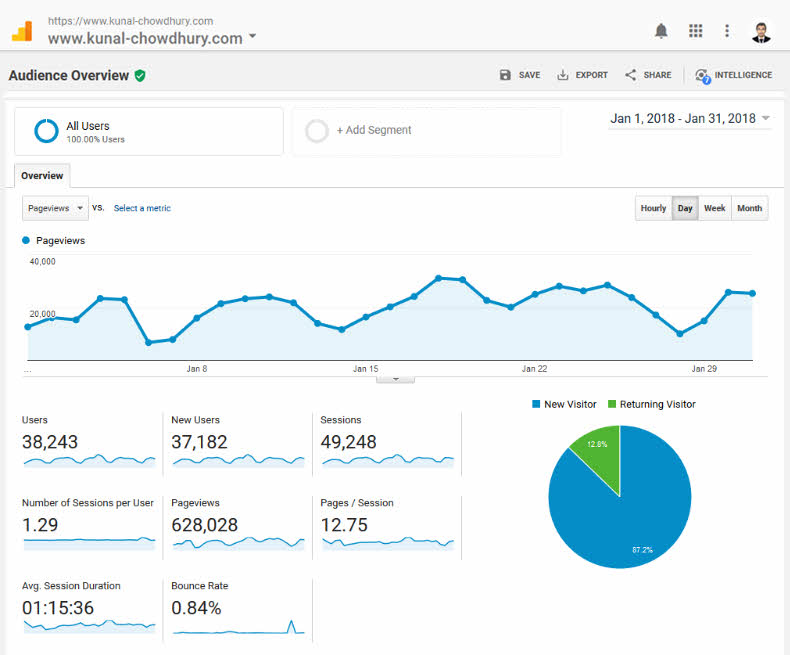 https://www.kunal-chowdhury.com
www.kunal-chowdhury.com
Audience Overview
SAVE EXPORT SHARE 7 INTELLIGENCE
All Users
100.00% Users
+ Add Segment
Jan 1, 2018 - Jan 31, 2018
Overview
Pageviews VS. Select a metric
Hourly Day Week Month
Pageviews
40,000
20,000
... Jan 8 Jan 15 Jan 22 Jan 29
New Visitor Returning Visitor
Users
38,243
New Users
37,182
Sessions
49,248
12.8%
87.2%
Number of Sessions per User
1.29
Pageviews
628,028
Pages / Session
12.75
Avg. Session Duration
01:15:36
Bounce Rate
0.84%